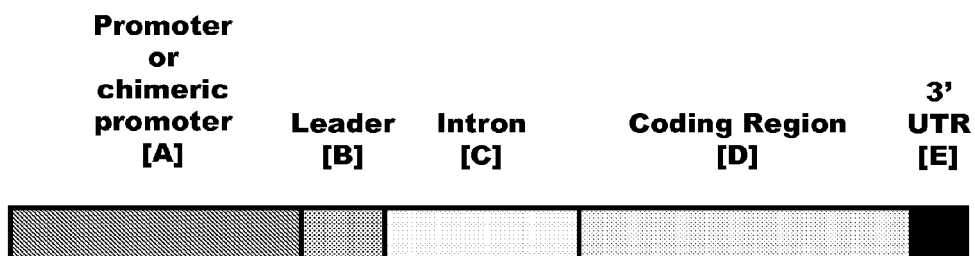 Promoter
or
chimeric
promoter
[A]
Leader
[B]
Intron
[C]
Coding Region
[D]
3’
UTR
[E]